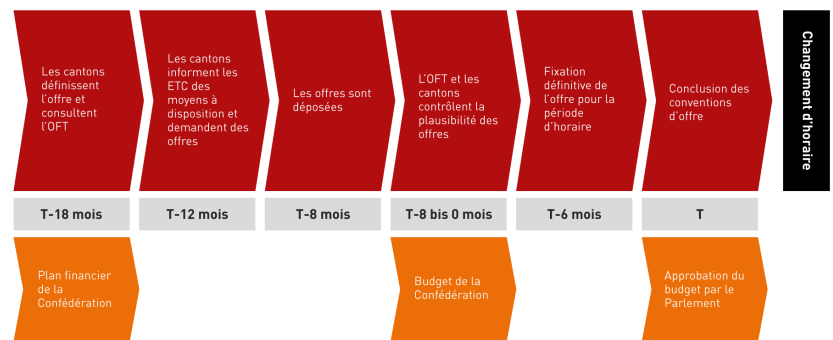 Les cantons
définissent
l'offre et
consultent
l'OFT
Les cantons
informent les
ETC des
moyens à
disposition et
demandent des
offres
Les offres sont
déposées
L'OFT et les
cantons
contrôlent la
plausibilité des
offres
Fixation
définitive de
l'offre pour la
période
d'horaire
Conclusion des
conventions
d'offre
Changement d'horaire
T-18 mois
T-12 mois
T-8 mois
T-8 bis 0 mois
T-6 mois
T
Plan financier
de la
Confédération
Budget de la
Confédération
Approbation du
budget par le
Parlement